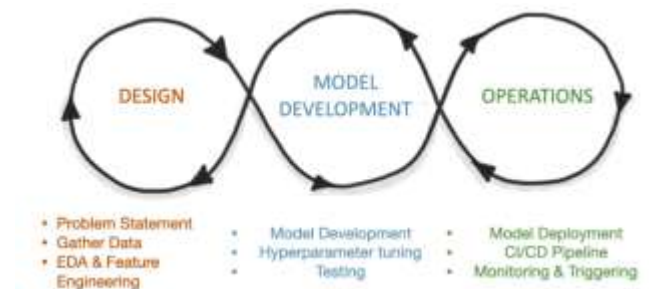 DESIGN
MODEL
DEVELOPMENT
OPERATIONS
• Problem Statement
• Gather Data
• EDA & Feature
Engineering
• Model Development
• Hyperparameter tuning
• Testing
• Model Deployment
• CI/CD Pipeline
• Monitoring & Triggering